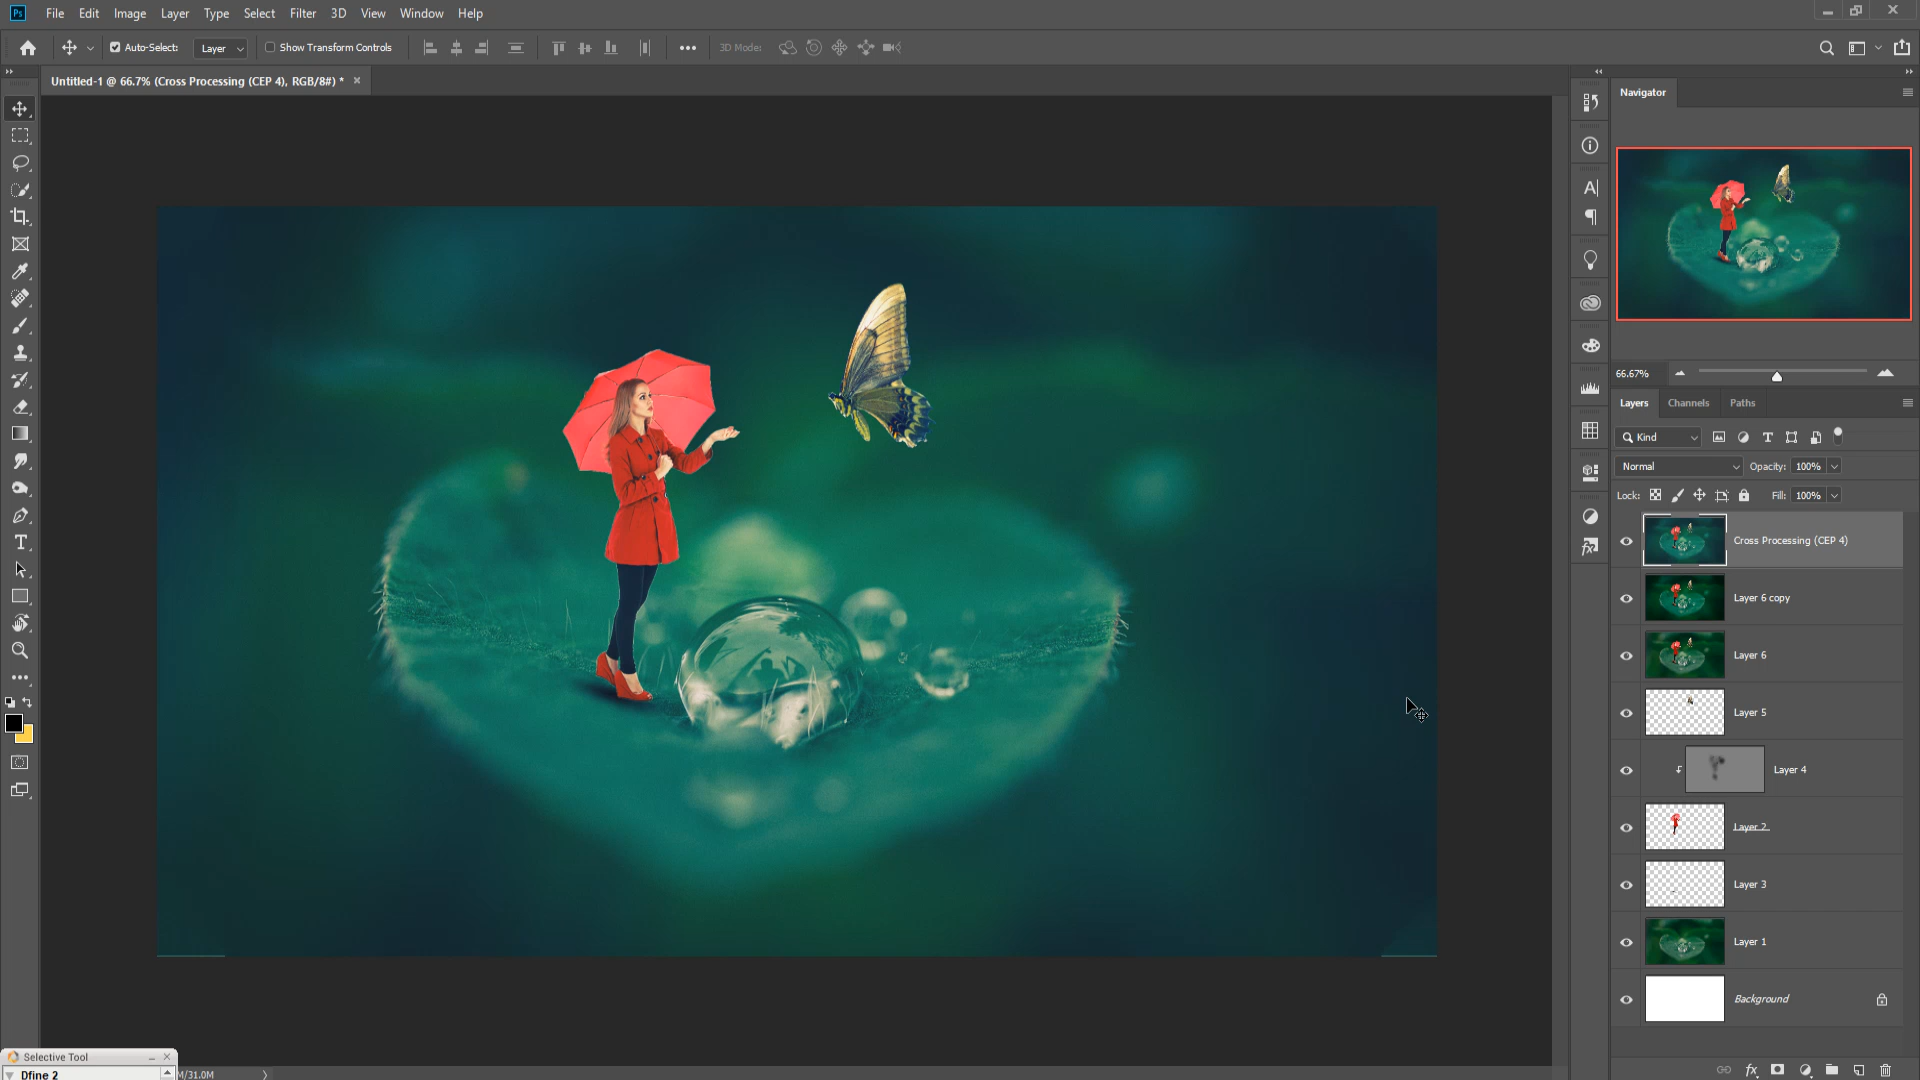 Ps File Edit Image Layer Type Select Filter 3D View Window Help
Auto-Select: Layer Show Transform Controls 3D Mode:
Untitled-1 @ 66.7% (Cross Processing (CEP 4), RGB/8#) *
Navigator
66.67%
Layers Channels Paths
Kind
Normal Opacity: 100%
Lock: Fill: 100%
Cross Processing (CEP 4)
Layer 6 copy
Layer 6
Layer 5
Layer 4
Layer 2
Layer 3
Layer 1
Background
Selective Tool
Dfine 2
M/31.0M